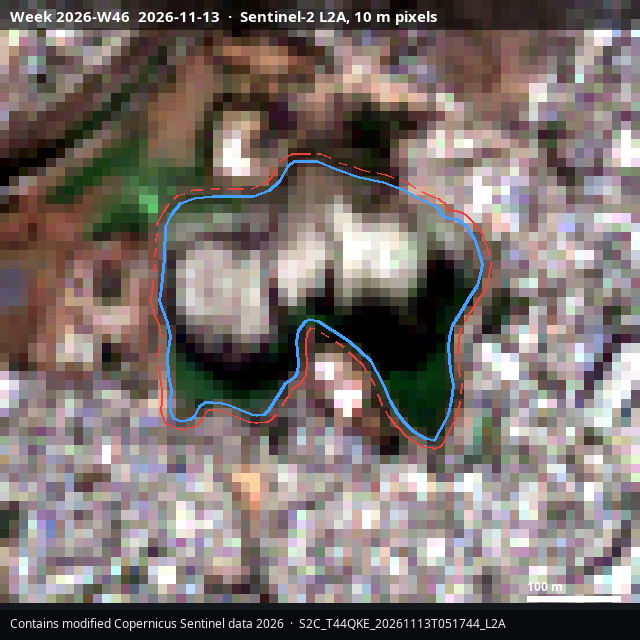 Week 2026-W46 2026-11-13 · Sentinel-2 L2A, 10 m pixels
100 m
Contains modified Copernicus Sentinel data 2026 · S2C_T44QKE_20261113T051744_L2A